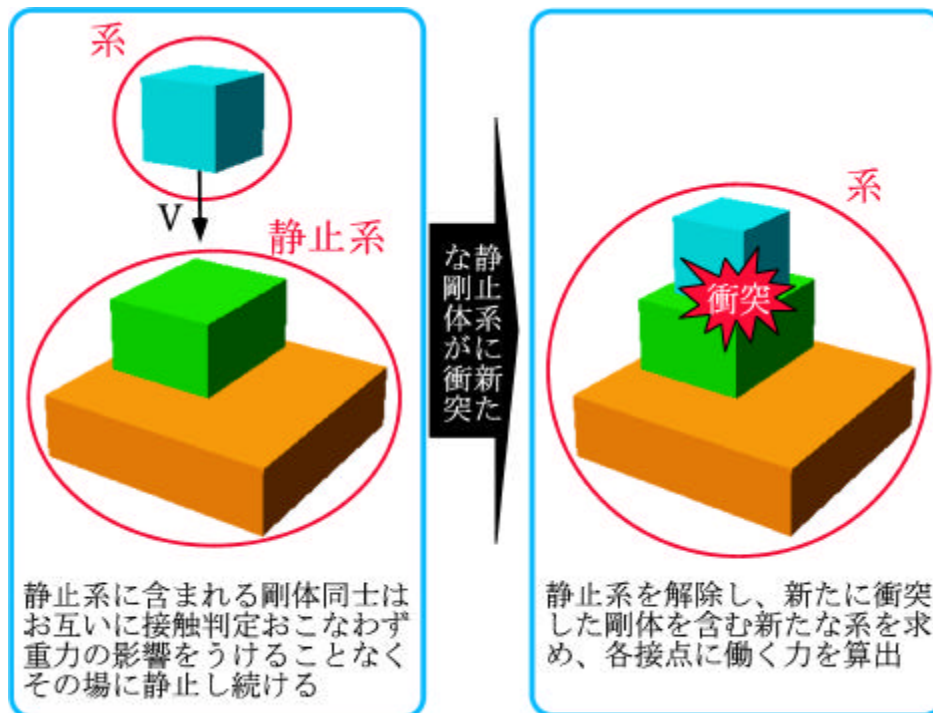 系
V
静止系
静止系に含まれる剛体同士は
お互いに接触判定おこなわず
重力の影響をうけることなく
その場に静止し続ける
静止系に新た
な剛体が衝突
系
衝突
静止系を解除し、新たに衝突
した剛体を含む新たな系を求
め、各接点に働く力を算出